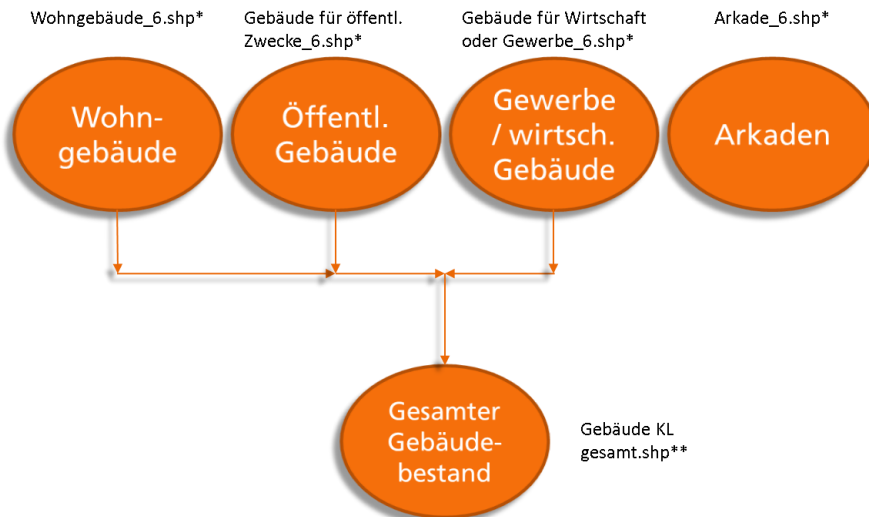 Wohngebäude_6.shp*
Gebäude für öffentl.
Zwecke_6.shp*
Gebäude für Wirtschaft
oder Gewerbe_6.shp*
Arkade_6.shp*
Wohn-
gebäude
Öffentl.
Gebäude
Gewerbe
/ wirtsch.
Gebäude
Arkaden
Gesamter
Gebäude-
bestand
Gebäude KL
gesamt.shp**